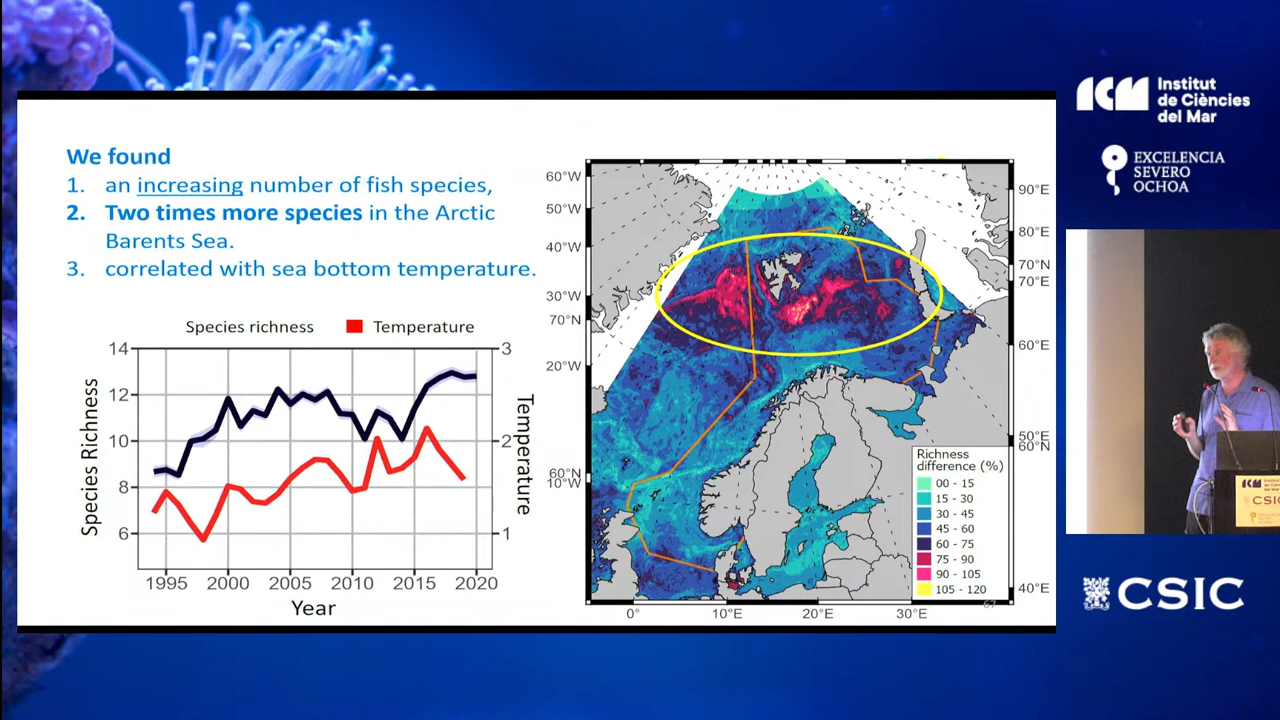 We found
1. an increasing number of fish species,
2. Two times more species in the Arctic
Barents Sea.
3. correlated with sea bottom temperature.
Species richness Temperature
Species Richness
14
12
10
8
6
3
2
1
Temperature
1995 2000 2005 2010 2015 2020
Year
60°W
50°W
40°W
30°W
70°N
20°W
60°N
10°W
90°E
80°E
70°N
70°E
60°E
50°E
60°N
40°E
0° 10°E 20°E 30°E
Richness
difference (%)
00 - 15
15 - 30
30 - 45
45 - 60
60 - 75
75 - 90
90 - 105
105 - 120
ICM
Institut
de Ciències
del Mar
EXCELENCIA
SEVERO
OCHOA
ICM
CSIC
CSIC